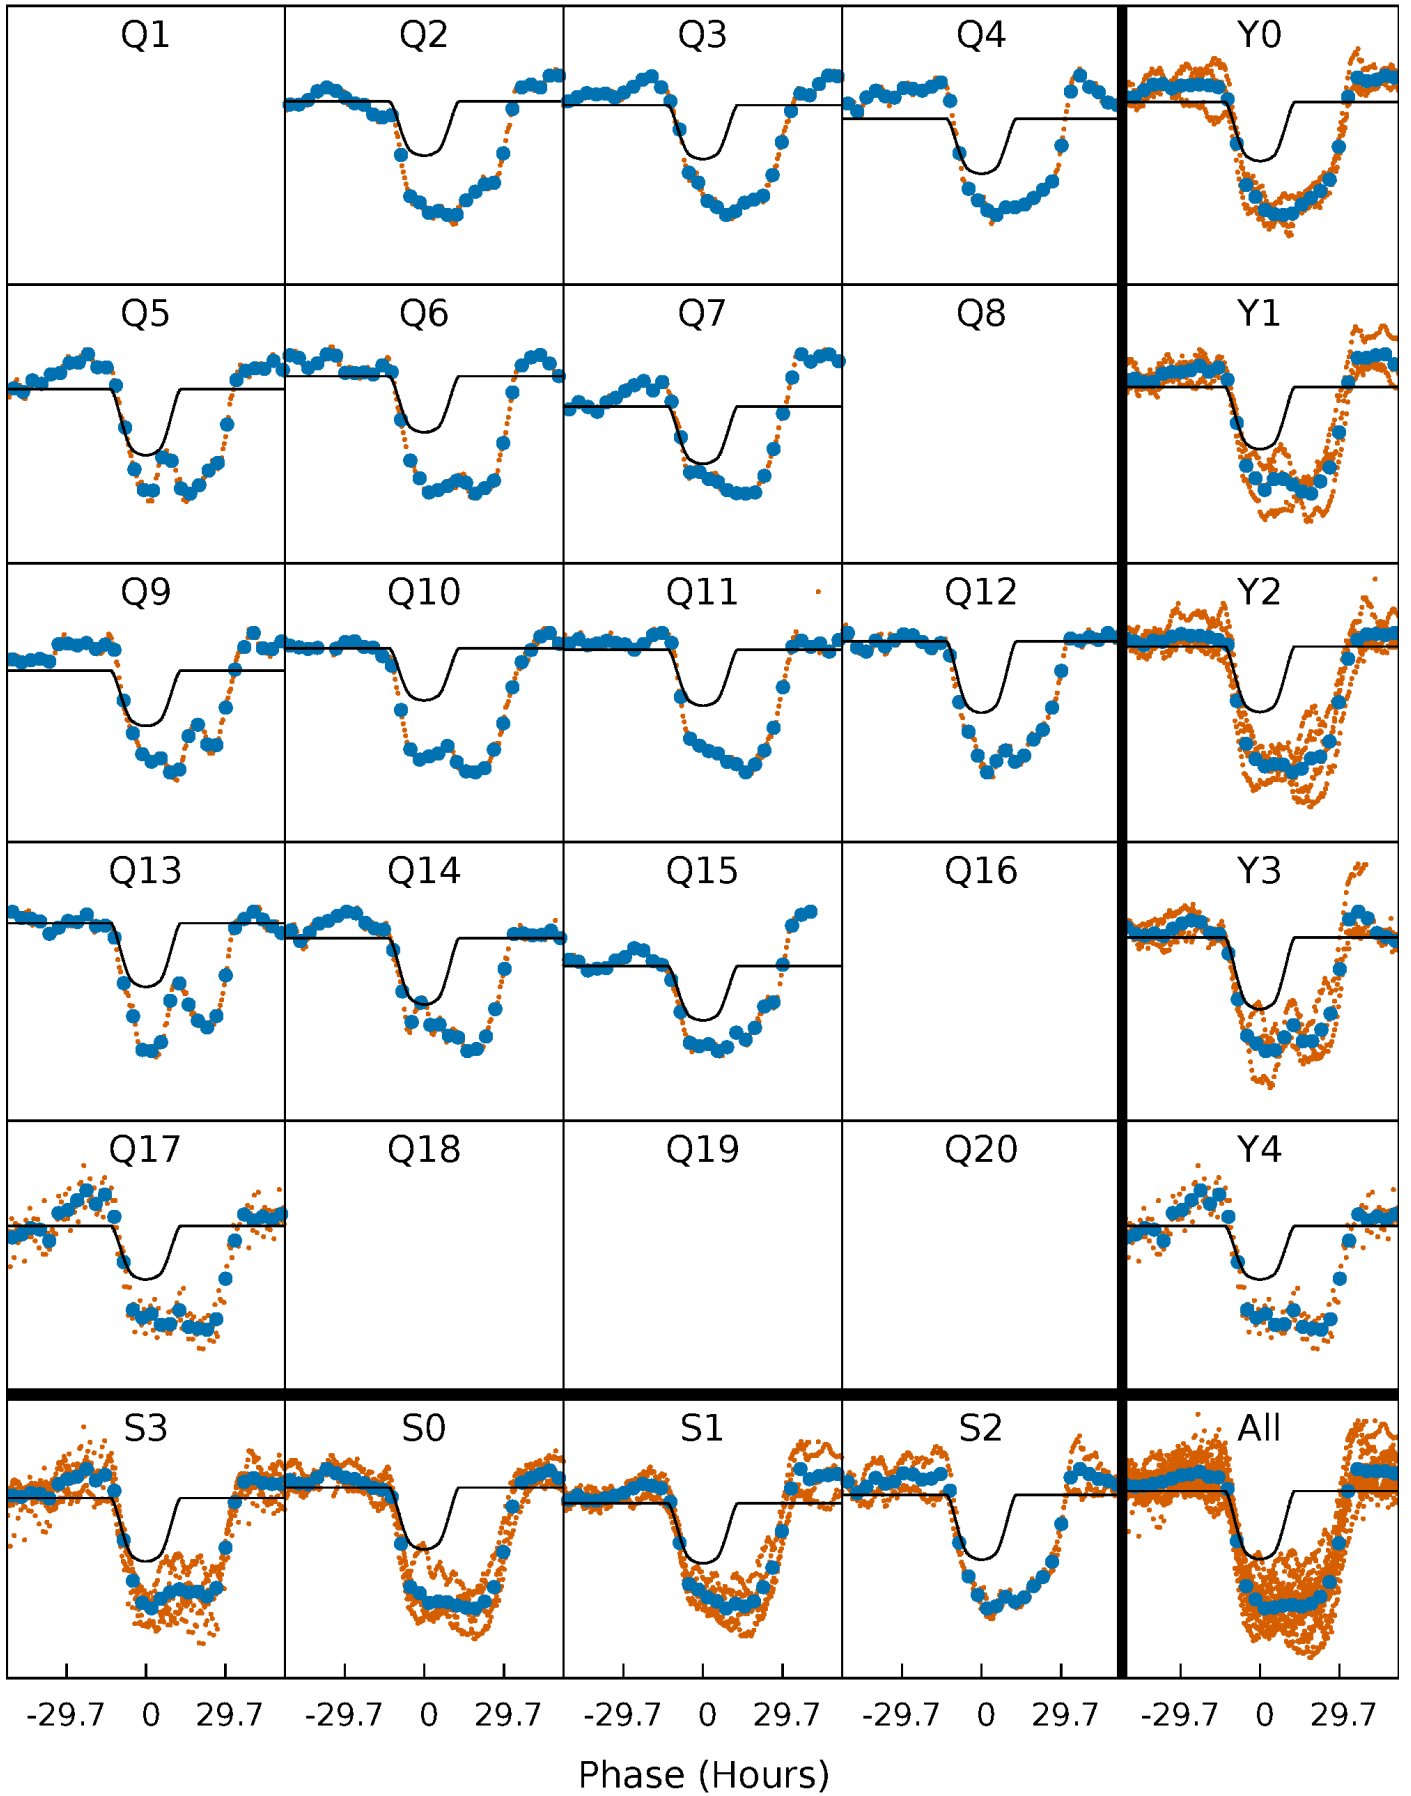 Q1 Q2 Q3 Q4 Y0
Q5 Q6 Q7 Q8 Y1
Q9 Q10 Q11 Q12 Y2
Q13 Q14 Q15 Q16 Y3
Q17 Q18 Q19 Q20 Y4
S3 S0 S1 S2 All
-29.7 0 29.7 -29.7 0 29.7 -29.7 0 29.7 -29.7 0 29.7 -29.7 0 29.7
Phase (Hours)